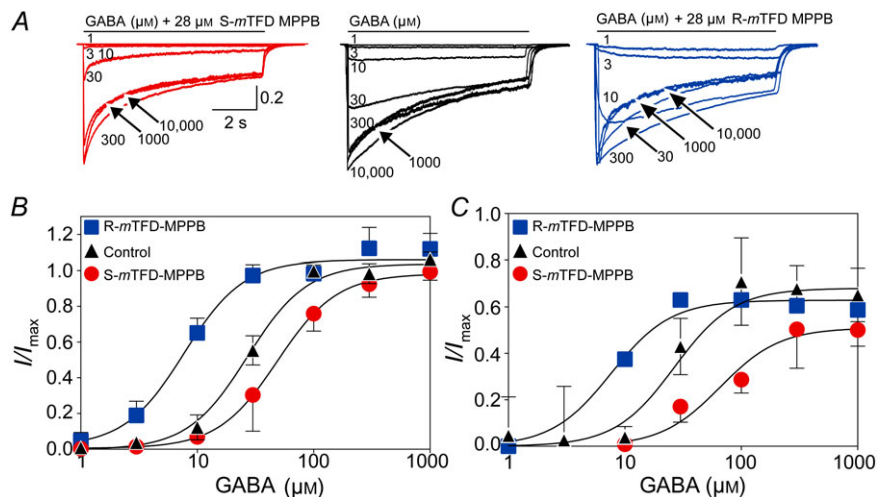 A
GABA (μM) + 28 μM S-mTFD MPPB
1
3 10
30
300
1000
10,000
0.2
2 s
GABA (μM)
1
3
10
30
300
1000
10,000
GABA (μM) + 28 μM R-mTFD MPPB
1
3
10
300
30
1000
10,000
B
R-mTFD-MPPB
Control
S-mTFD-MPPB
I/Imax
1.2
1.0
0.8
0.6
0.4
0.2
0.0
1
10
100
1000
GABA (μM)
C
R-mTFD-MPPB
Control
S-mTFD-MPPB
I/Imax
1.0
0.8
0.6
0.4
0.2
0.0
1
10
100
1000
GABA (μM)